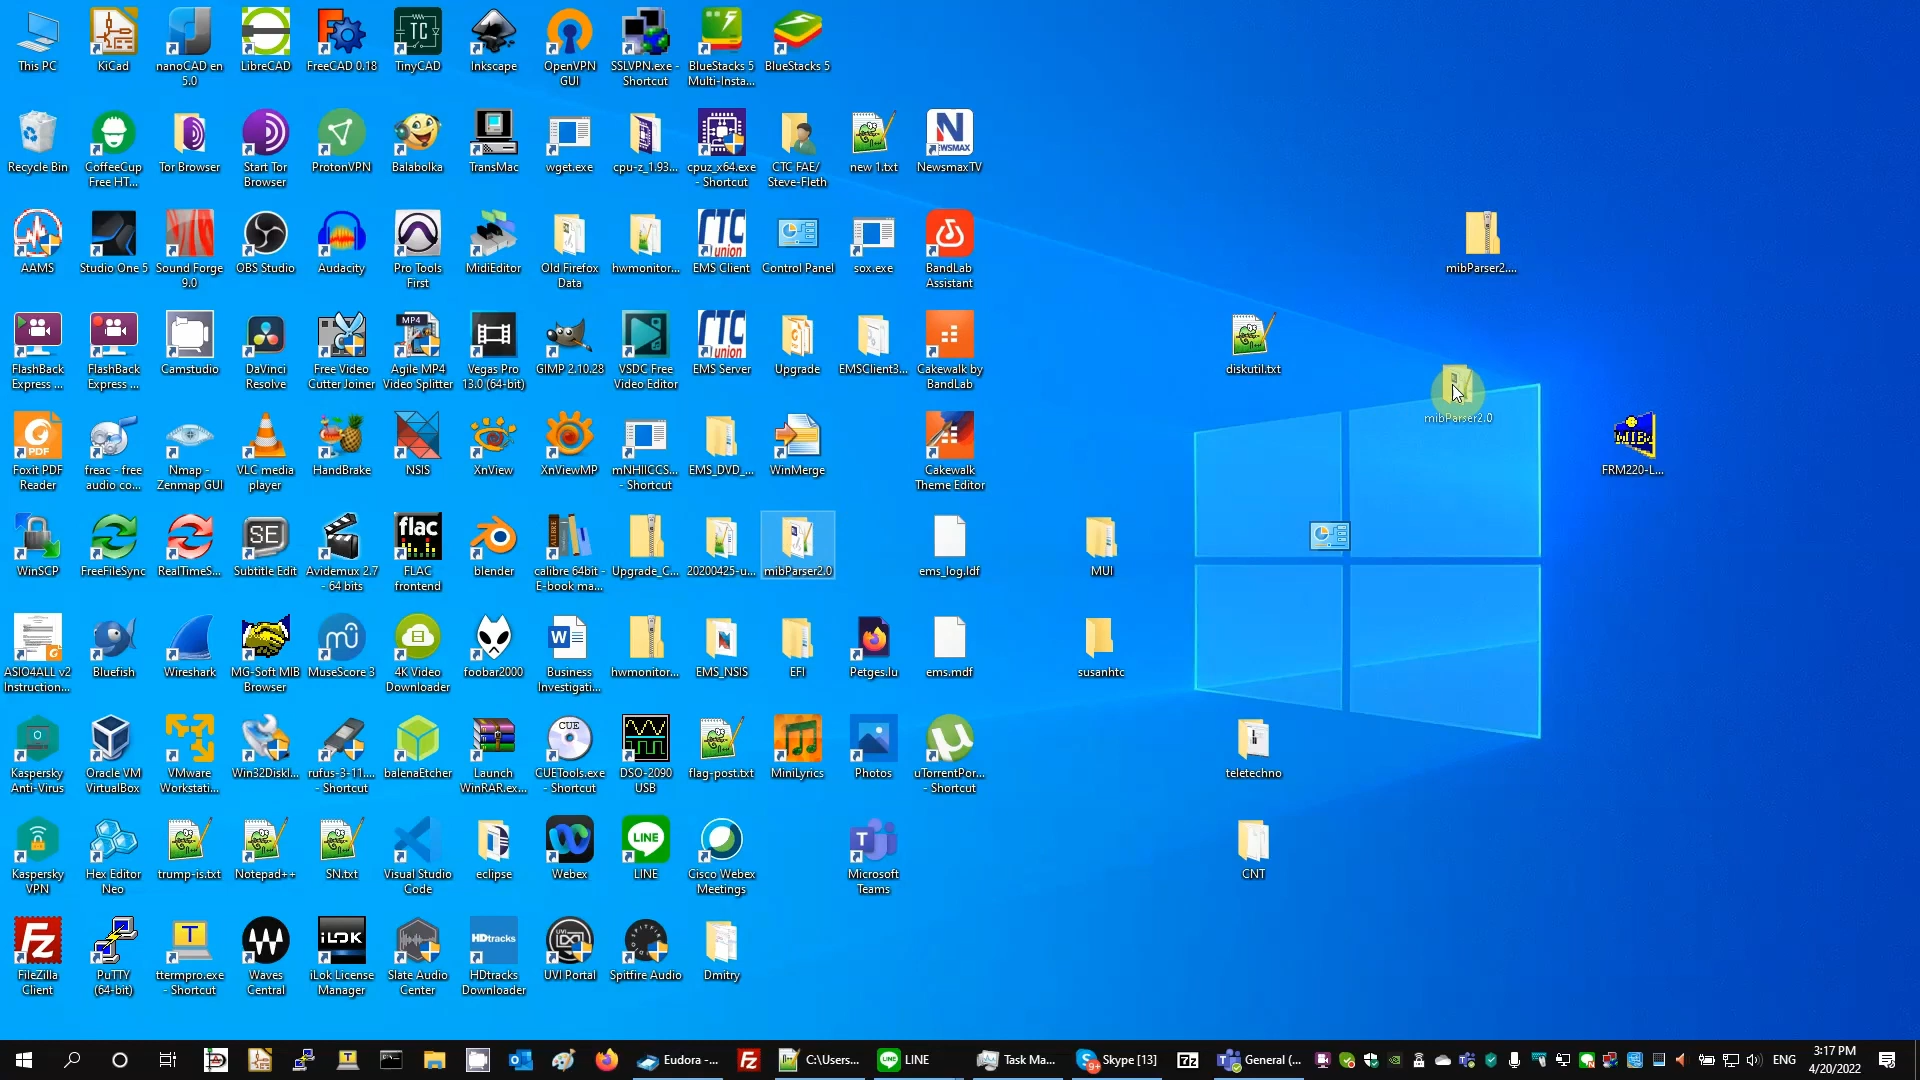 This PC
KiCad
nanoCAD en
5.0
LibreCAD
FreeCAD 0.18
TinyCAD
Inkscape
OpenVPN
GUI
SSLVPN.exe -
Shortcut
BlueStacks 5
Multi-Insta...
BlueStacks 5
Recycle Bin
CoffeeCup
Free HT...
Tor Browser
Start Tor
Browser
ProtonVPN
Balabolka
TransMac
wget.exe
cpu-z_1.93...
cpuz_x64.exe
- Shortcut
CTC FAE/
Steve-Fleth
new 1.txt
NewsmaxTV
AAMS
Studio One 5
Sound Forge
9.0
OBS Studio
Audacity
Pro Tools
First
MidiEditor
Old Firefox
Data
hwmonitor...
EMS Client
Control Panel
sox.exe
BandLab
Assistant
mibParser2....
FlashBack
Express ...
FlashBack
Express ...
Camstudio
DaVinci
Resolve
Free Video
Cutter Joiner
Agile MP4
Video Splitter
Vegas Pro
13.0 (64-bit)
GIMP 2.10.28
VSDC Free
Video Editor
EMS Server
Upgrade
EMSClient3...
Cakewalk by
BandLab
diskutil.txt
mibParser2.0
Foxit PDF
Reader
freac - free
audio co...
Nmap -
Zenmap GUI
VLC media
player
HandBrake
NSIS
XnView
XnViewMP
mNHIICCS...
- Shortcut
EMS_DVD_...
WinMerge
Cakewalk
Theme Editor
FRM220-L...
WinSCP
FreeFileSync
RealTimeS...
Subtitle Edit
Avidemux 2.7
- 64 bits
FLAC
frontend
blender
calibre 64bit -
E-book ma...
Upgrade_C...
20200425-u...
mibParser2.0
ems_log.ldf
MUI
ASIO4ALL v2
Instruction...
Bluefish
Wireshark
MG-Soft MIB
Browser
MuseScore 3
4K Video
Downloader
foobar2000
Business
Investigati...
hwmonitor...
EMS_NSIS
EFI
Petges.lu
ems.mdf
susanhtc
Kaspersky
Anti-Virus
Oracle VM
VirtualBox
VMware
Workstati...
Win32DiskI...
rufus-3-11....
- Shortcut
balenaEtcher
Launch
WinRAR.ex...
CUETools.exe
- Shortcut
DSO-2090
USB
flag-post.txt
MiniLyrics
Photos
uTorrentPor...
- Shortcut
teletechno
Kaspersky
VPN
Hex Editor
Neo
trump-is.txt
Notepad++
SN.txt
Visual Studio
Code
eclipse
Webex
LINE
Cisco Webex
Meetings
Microsoft
Teams
CNT
FileZilla
Client
PuTTY
(64-bit)
ttermpro.exe
- Shortcut
Waves
Central
iLok License
Manager
Slate Audio
Center
HDtracks
Downloader
UVI Portal
Spitfire Audio
Dmitry
Eudora -...
C:\Users...
LINE
Task Ma...
Skype [13]
General (...
ENG
3:17 PM
4/20/2022